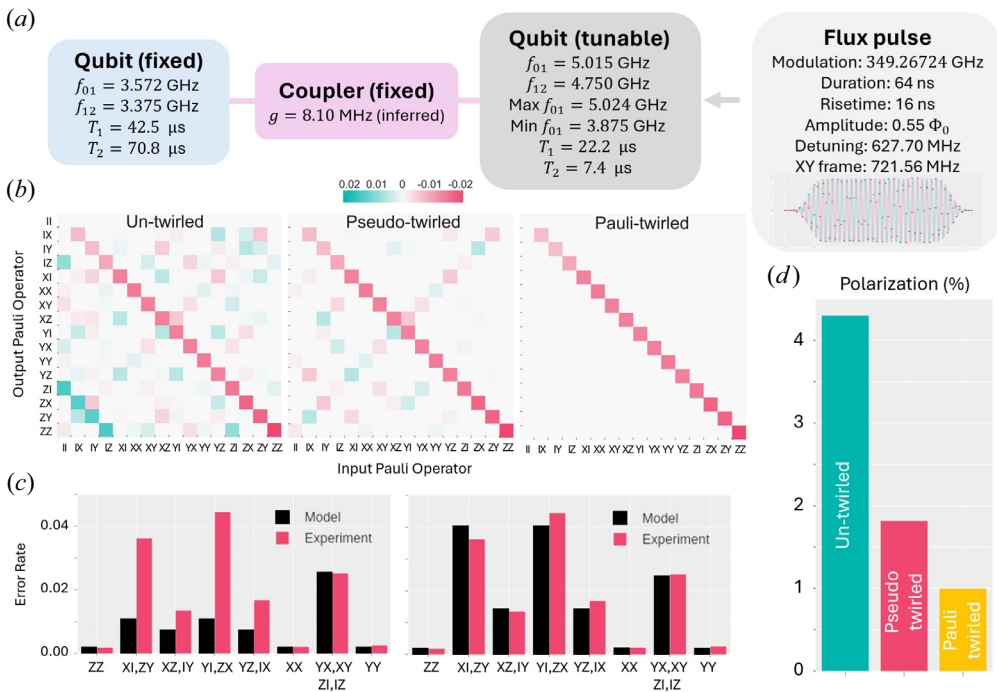 (a)
Qubit (fixed)
f01 = 3.572 GHz
f12 = 3.375 GHz
T1 = 42.5 μs
T2 = 70.8 μs
Coupler (fixed)
g = 8.10 MHz (inferred)
Qubit (tunable)
f01 = 5.015 GHz
f12 = 4.750 GHz
Max f01 = 5.024 GHz
Min f01 = 3.875 GHz
T1 = 22.2 μs
T2 = 7.4 μs
Flux pulse
Modulation: 349.26724 GHz
Duration: 64 ns
Risetime: 16 ns
Amplitude: 0.55 Φ0
Detuning: 627.70 MHz
XY frame: 721.56 MHz
(b)
0.02 0.01 0 -0.01 -0.02
Un-twirled Pseudo-twirled Pauli-twirled
Output Pauli Operator
II
IX
IY
IZ
XI
XX
XY
XZ
YI
YX
YY
YZ
ZI
ZX
ZY
ZZ
II IX IY IZ XI XX XY XZ YI YX YY YZ ZI ZX ZY ZZ
II IX IY IZ XI XX XY XZ YI YX YY YZ ZI ZX ZY ZZ
II IX IY IZ XI XX XY XZ YI YX YY YZ ZI ZX ZY ZZ
Input Pauli Operator
(c)
Error Rate
0.04
0.02
0.00
Model
Experiment
ZZ XI,ZY XZ,IY YI,ZX YZ,IX XX YX,XY YY
ZI,IZ
Model
Experiment
ZZ XI,ZY XZ,IY YI,ZX YZ,IX XX YX,XY YY
ZI,IZ
(d)
Polarization (%)
4
3
2
1
0
Un-twirled
Pseudo
twirled
Pauli
twirled